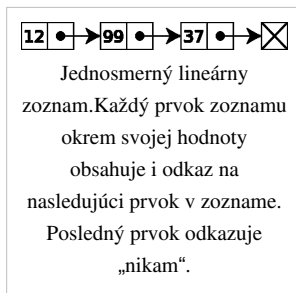 12 99 37
Jednosmerný lineárny
zoznam.Každý prvok zoznamu
okrem svojej hodnoty
obsahuje i odkaz na
nasledujúci prvok v zozname.
Posledný prvok odkazuje
„nikam“.